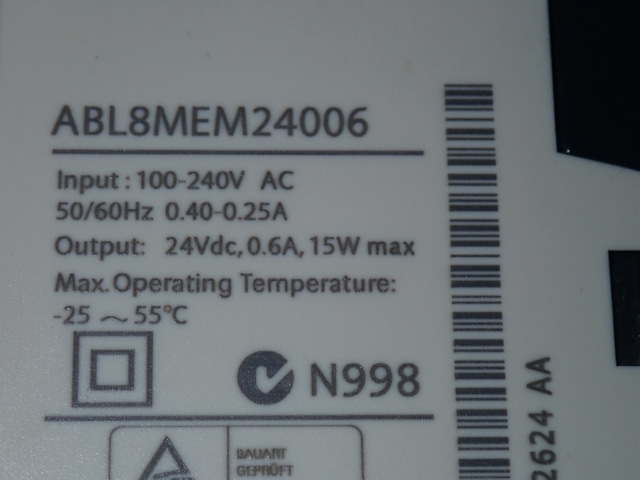 ABL8MEM24006
Input: 100-240V AC
50/60Hz 0.40-0.25A
Output: 24Vdc, 0.6A, 15W max
Max. Operating Temperature:
-25 ~ 55°C
N998
BAUART
GEPRÜFT
2624 AA